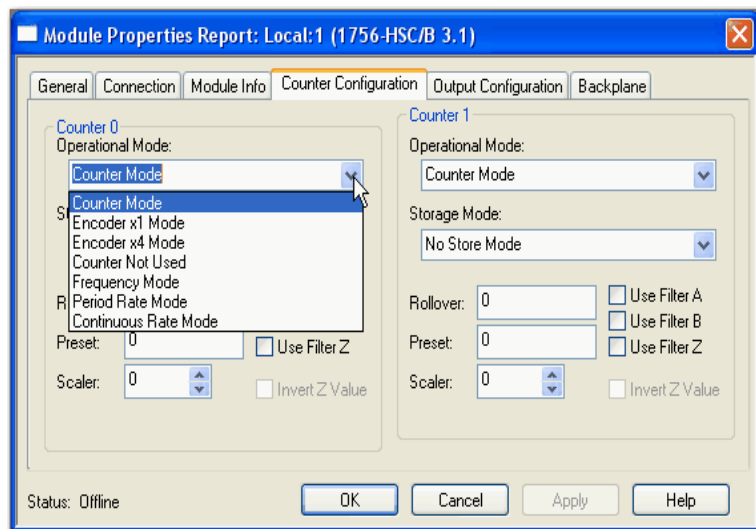 Module Properties Report: Local:1 (1756-HSC/B 3.1)
General Connection Module Info Counter Configuration Output Configuration Backplane
Counter 0
Operational Mode:
Counter Mode
Counter Mode
Encoder x1 Mode
Encoder x4 Mode
Counter Not Used
Frequency Mode
Period Rate Mode
Continuous Rate Mode
Preset: 0
Use Filter Z
Scaler: 0
Invert Z Value
Counter 1
Operational Mode:
Counter Mode
Storage Mode:
No Store Mode
Rollover: 0
Use Filter A
Use Filter B
Preset: 0
Use Filter Z
Scaler: 0
Invert Z Value
Status: Offline
OK Cancel Apply Help